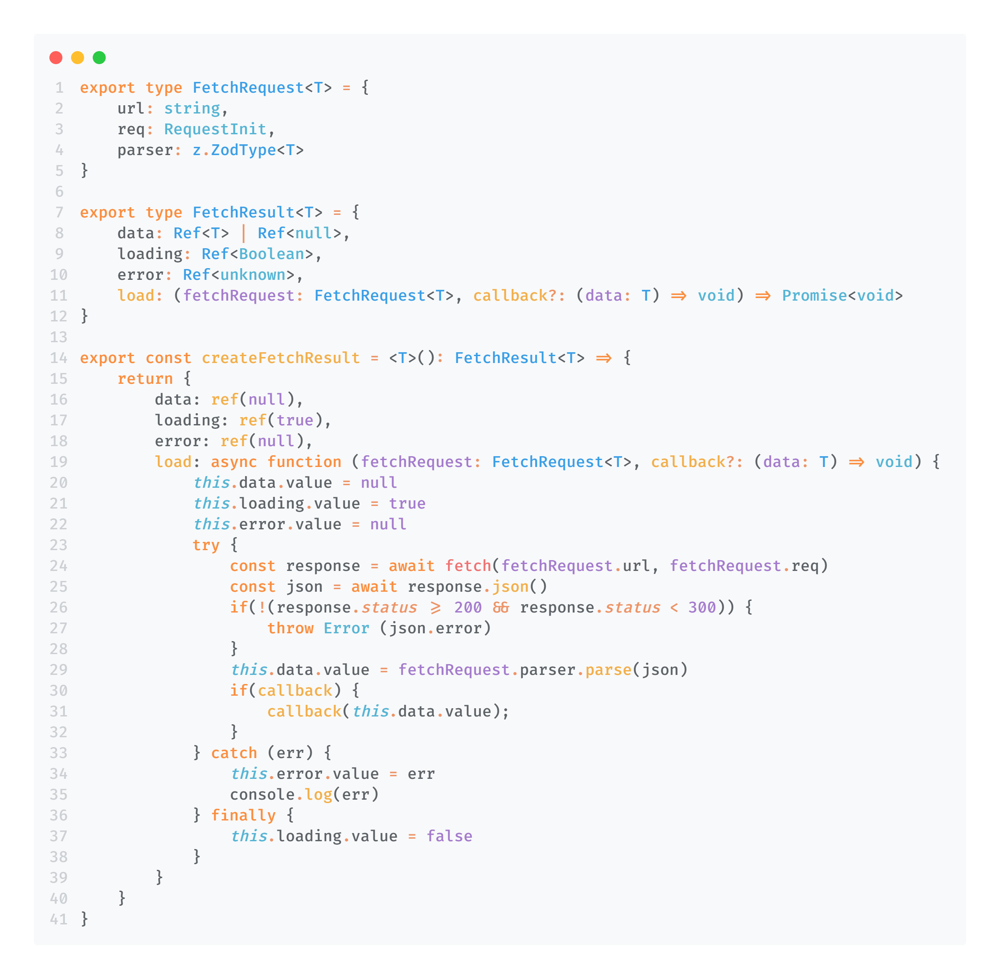 1 export type FetchRequest<T> = {
2     url: string,
3     req: RequestInit,
4     parser: z.ZodType<T>
5 }
6
7 export type FetchResult<T> = {
8     data: Ref<T> | Ref<null>,
9     loading: Ref<Boolean>,
10     error: Ref<unknown>,
11     load: (fetchRequest: FetchRequest<T>, callback?: (data: T) => void) => Promise<void>
12 }
13
14 export const createFetchResult = <T>(): FetchResult<T> => {
15     return {
16         data: ref(null),
17         loading: ref(true),
18         error: ref(null),
19         load: async function (fetchRequest: FetchRequest<T>, callback?: (data: T) => void) {
20             this.data.value = null
21             this.loading.value = true
22             this.error.value = null
23             try {
24                 const response = await fetch(fetchRequest.url, fetchRequest.req)
25                 const json = await response.json()
26                 if(!(response.status >= 200 && response.status < 300)) {
27                     throw Error (json.error)
28                 }
29                 this.data.value = fetchRequest.parser.parse(json)
30                 if(callback) {
31                     callback(this.data.value);
32                 }
33             } catch (err) {
34                 this.error.value = err
35                 console.log(err)
36             } finally {
37                 this.loading.value = false
38             }
39         }
40     }
41 }